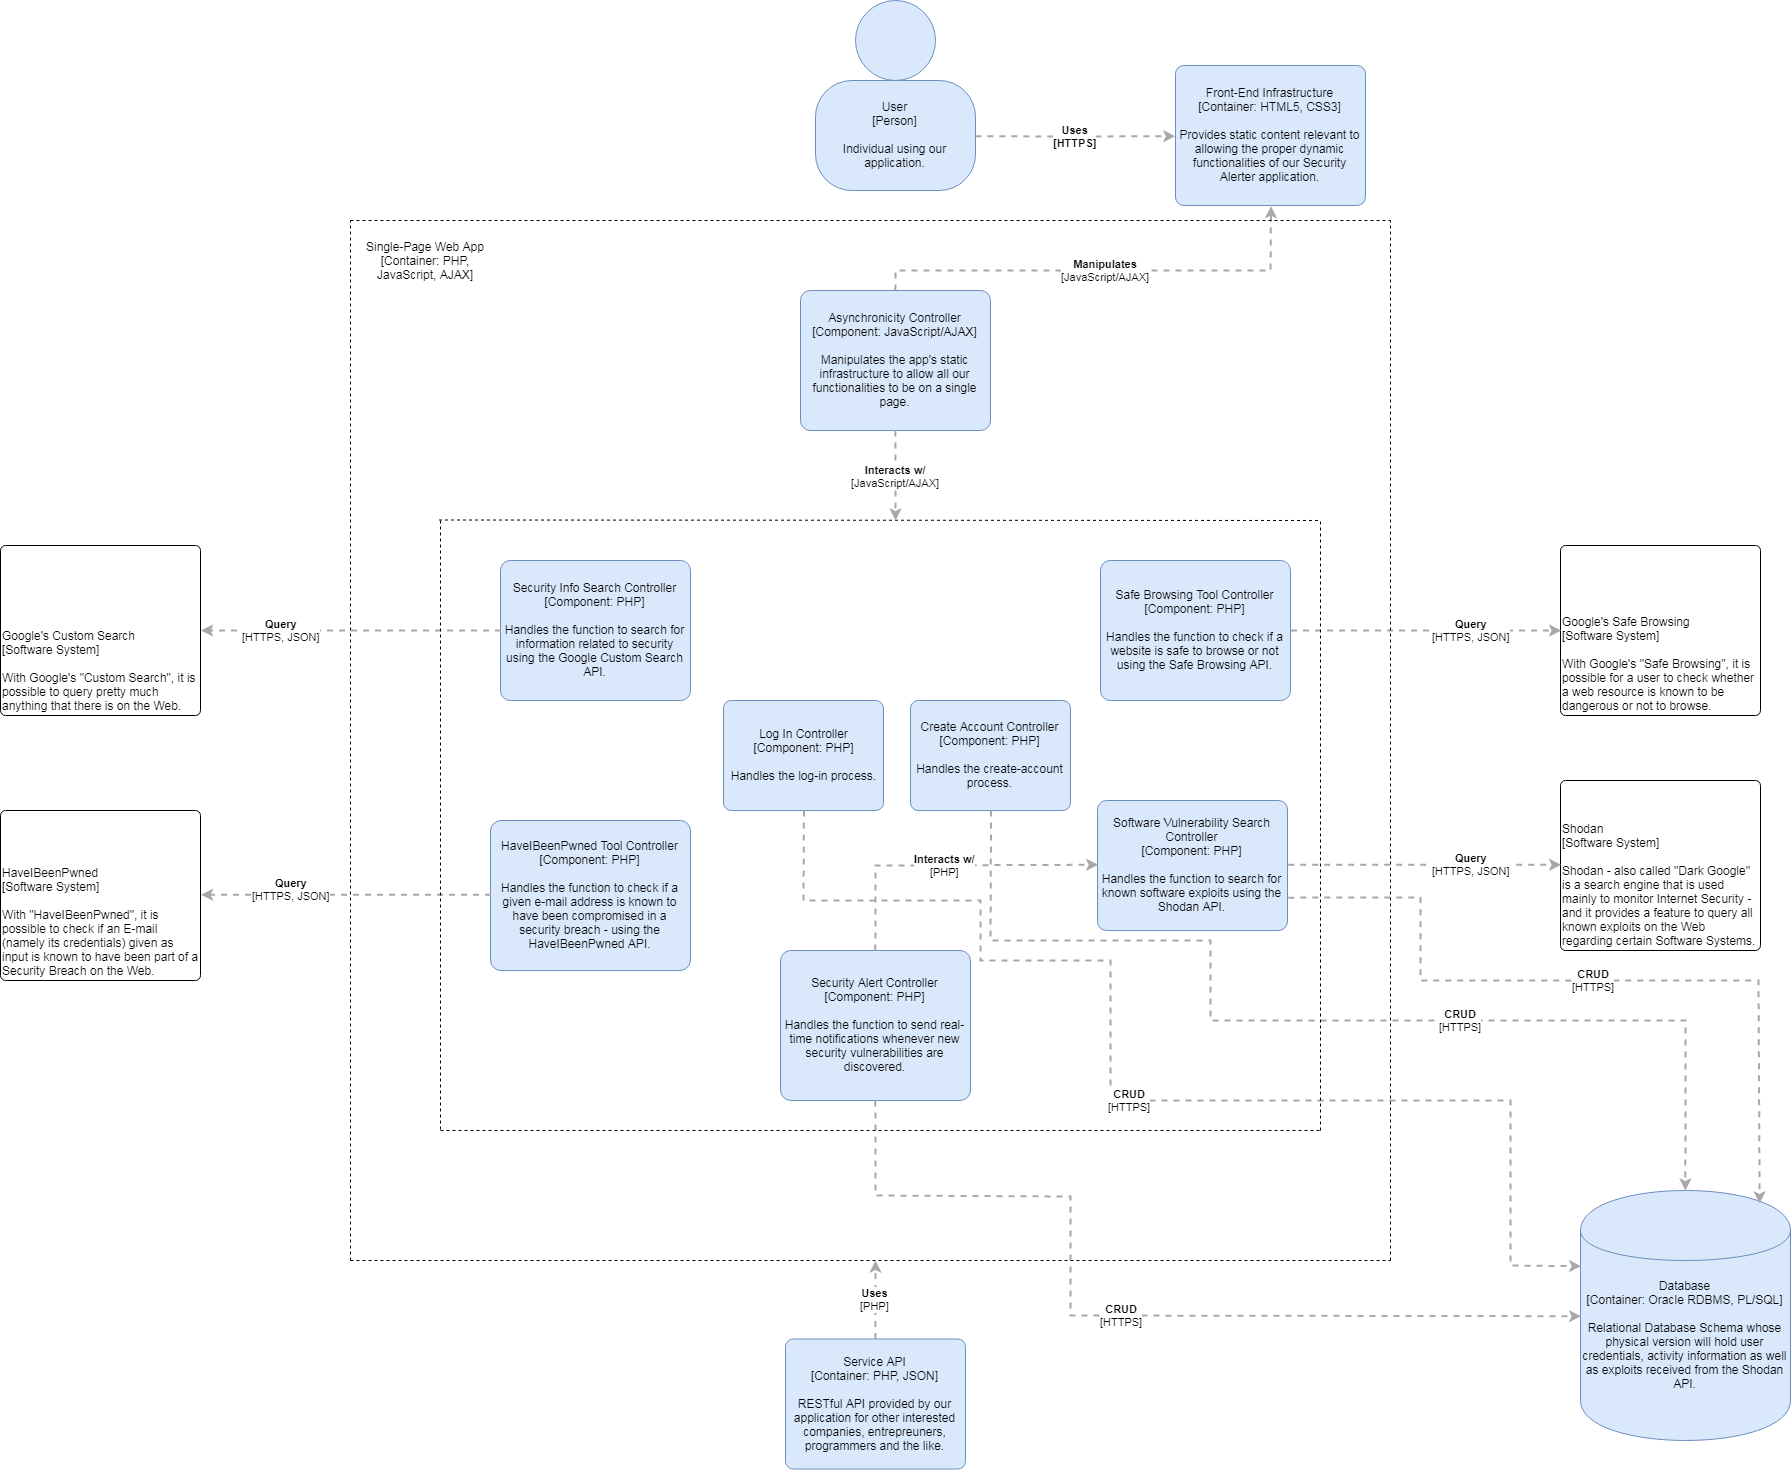 User
[Person]
Individual using our
application.
Uses
[HTTPS]
Front-End Infrastructure
[Container: HTML5, CSS3]
Provides static content relevant to
allowing the proper dynamic
functionalities of our Security
Alerter application.
Single-Page Web App
[Container: PHP,
JavaScript, AJAX]
Manipulates
[JavaScript/AJAX]
Asynchronicity Controller
[Component: JavaScript/AJAX]
Manipulates the app's static
infrastructure to allow all our
functionalities to be on a single
page.
Interacts w/
[JavaScript/AJAX]
Google's Custom Search
[Software System]
With Google's "Custom Search", it is
possible to query pretty much
anything that there is on the Web.
Query
[HTTPS, JSON]
Security Info Search Controller
[Component: PHP]
Handles the function to search for
information related to security
using the Google Custom Search
API.
Safe Browsing Tool Controller
[Component: PHP]
Handles the function to check if a
website is safe to browse or not
using the Safe Browsing API.
Query
[HTTPS, JSON]
Google's Safe Browsing
[Software System]
With Google's "Safe Browsing", it is
possible for a user to check whether
a web resource is known to be
dangerous or not to browse.
Log In Controller
[Component: PHP]
Handles the log-in process.
Create Account Controller
[Component: PHP]
Handles the create-account
process.
HaveIBeenPwned
[Software System]
With "HaveIBeenPwned", it is
possible to check if an E-mail
(namely its credentials) given as
input is known to have been part of a
Security Breach on the Web.
Query
[HTTPS, JSON]
HaveIBeenPwned Tool Controller
[Component: PHP]
Handles the function to check if a
given e-mail address is known to
have been compromised in a
security breach - using the
HaveIBeenPwned API.
Interacts w/
[PHP]
Software Vulnerability Search
Controller
[Component: PHP]
Handles the function to search for
known software exploits using the
Shodan API.
Query
[HTTPS, JSON]
Shodan
[Software System]
Shodan - also called "Dark Google"
is a search engine that is used
mainly to monitor Internet Security -
and it provides a feature to query all
known exploits on the Web
regarding certain Software Systems.
Security Alert Controller
[Component: PHP]
Handles the function to send real-
time notifications whenever new
security vulnerabilities are
discovered.
CRUD
[HTTPS]
CRUD
[HTTPS]
CRUD
[HTTPS]
Uses
[PHP]
CRUD
[HTTPS]
Database
[Container: Oracle RDBMS, PL/SQL]
Relational Database Schema whose
physical version will hold user
credentials, activity information as well
as exploits received from the Shodan
API.
Service API
[Container: PHP, JSON]
RESTful API provided by our
application for other interested
companies, entrepreuners,
programmers and the like.